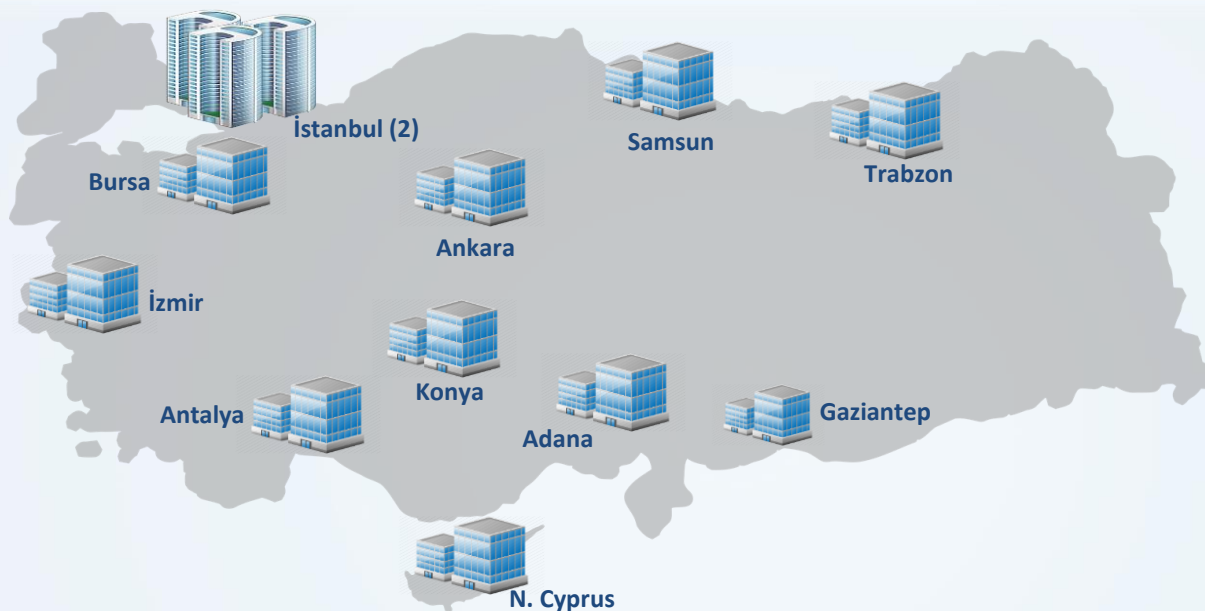 İstanbul (2)
Samsun
Trabzon
Bursa
Ankara
İzmir
Konya
Antalya
Adana
Gaziantep
N. Cyprus